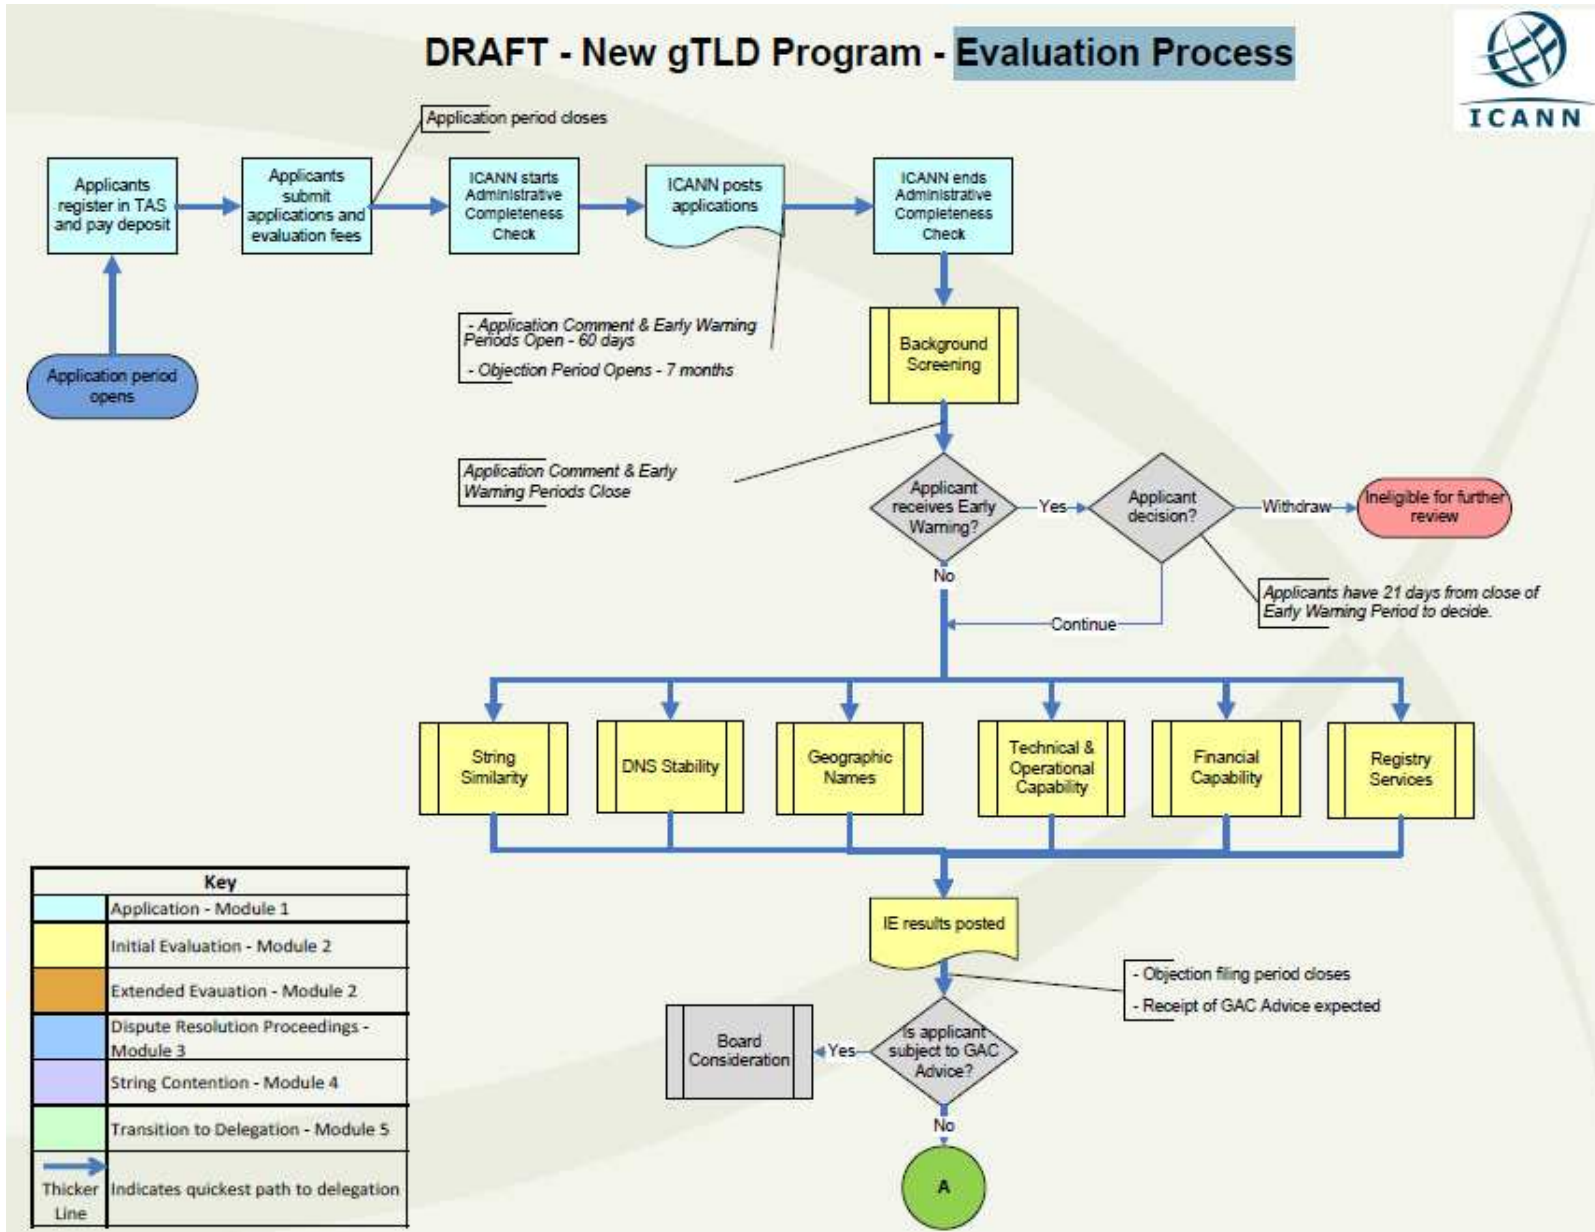 DRAFT - New gTLD Program - Evaluation Process
ICANN
Application period closes
Applicants
register in TAS
and pay deposit
Applicants
submit
applications and
evaluation fees
ICANN starts
Administrative
Completeness
Check
ICANN posts
applications
ICANN ends
Administrative
Completeness
Check
Application period
opens
- Application Comment & Early Warning
Periods Open - 60 days
- Objection Period Opens - 7 months
Background
Screening
Application Comment & Early
Warning Periods Close
Applicant
receives Early
Warning?
Yes
Applicant
decision?
Withdraw
Ineligible for further
review
No
Continue
Applicants have 21 days from close of
Early Warning Period to decide.
String
Similarity
DNS Stability
Geographic
Names
Technical &
Operational
Capability
Financial
Capability
Registry
Services
IE results posted
- Objection filing period closes
- Receipt of GAC Advice expected
Board
Consideration
Yes
Is applicant
subject to GAC
Advice?
No
A
Key
Application - Module 1
Initial Evaluation - Module 2
Extended Evauation - Module 2
Dispute Resolution Proceedings -
Module 3
String Contention - Module 4
Transition to Delegation - Module 5
Thicker
Line
Indicates quickest path to delegation